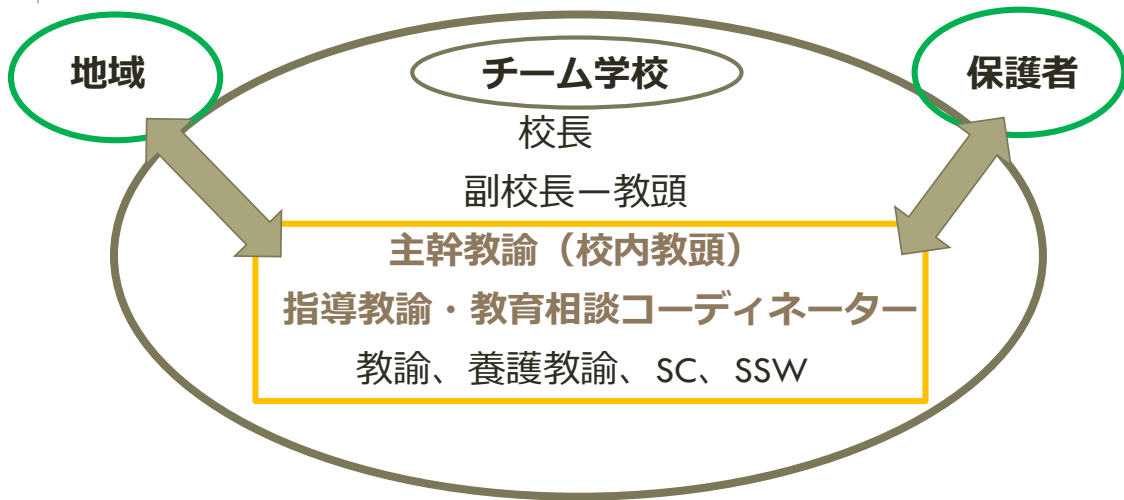 地域
チーム学校
保護者
校長
副校長ー教頭
主幹教諭（校内教頭）
指導教諭・教育相談コーディネーター
教諭、養護教諭、SC、SSW